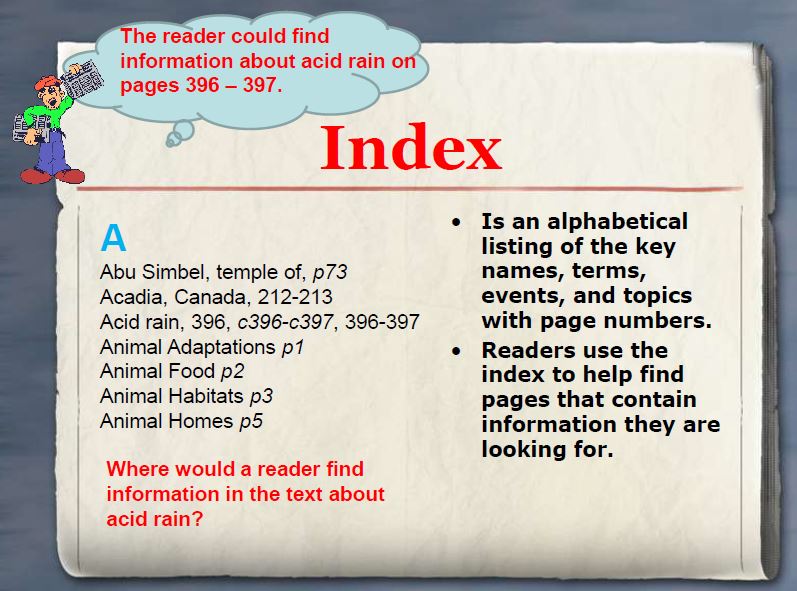 The reader could find
information about acid rain on
pages 396 – 397.
Index
A
Abu Simbel, temple of, p73
Acadia, Canada, 212-213
Acid rain, 396, c396-c397, 396-397
Animal Adaptations p1
Animal Food p2
Animal Habitats p3
Animal Homes p5
Where would a reader find
information in the text about
acid rain?
• Is an alphabetical
listing of the key
names, terms,
events, and topics
with page numbers.
• Readers use the
index to help find
pages that contain
information they are
looking for.